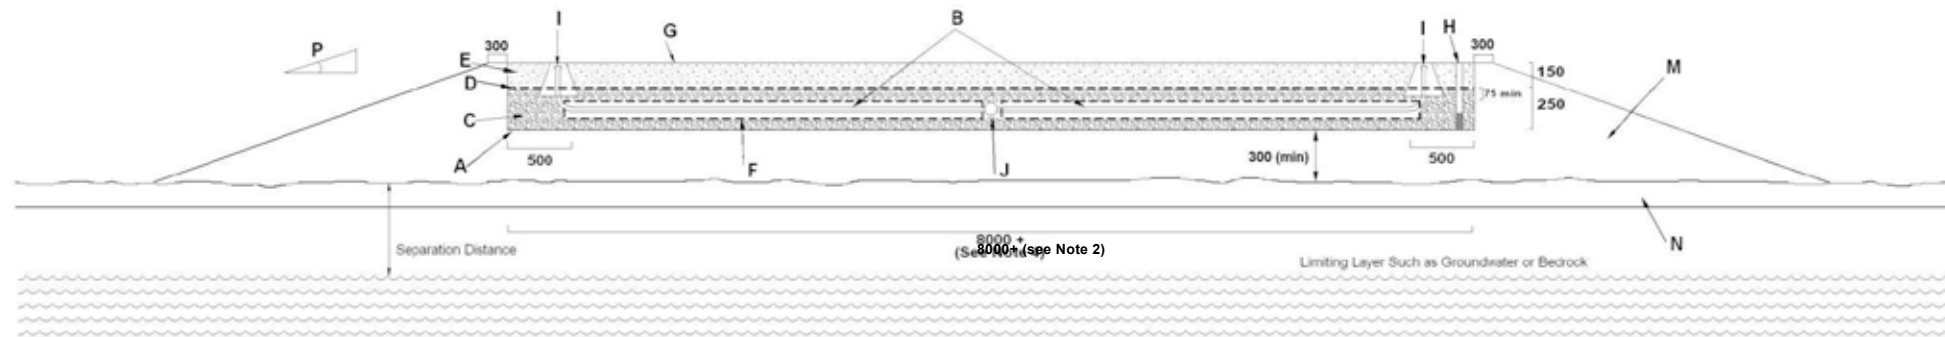 I
B
I
H
G
P
300
300
E
M
150
D
75 min
250
C
A
500
F
J
300 (min)
500
N
8000 +
8000+ (see Note 2)
Separation Distance
Limiting Layer Such as Groundwater or Bedrock